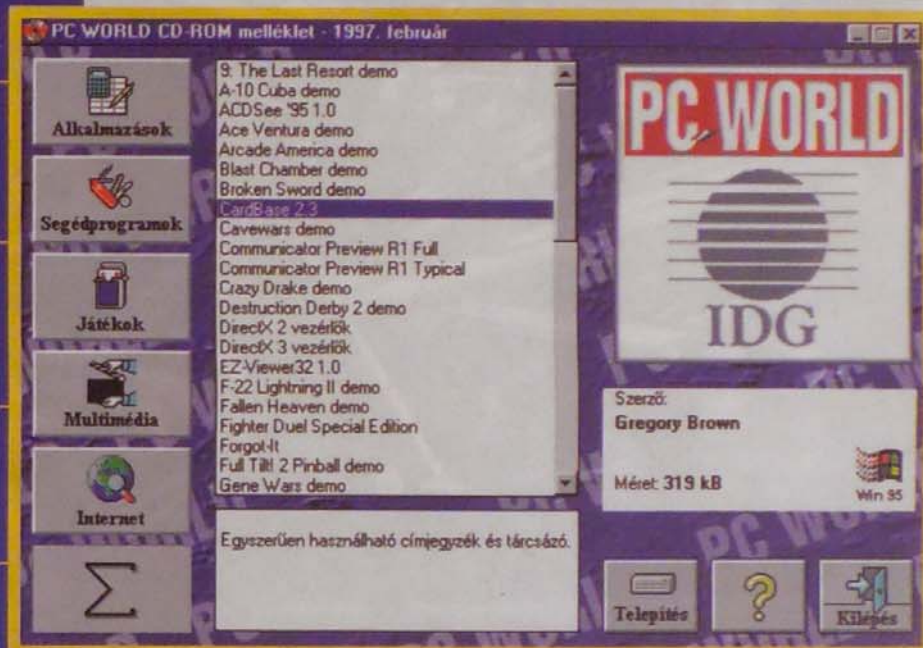 PC WORLD CD-ROM melléklet - 1997. február
Alkalmazások
Segédprogramok
Játékok
Multimédia
Internet
Σ
9: The Last Resort demo
A-10 Cuba demo
ACDSee '95 1.0
Ace Ventura demo
Arcade America demo
Blast Chamber demo
Broken Sword demo
CardBase 2.3
Cavewars demo
Communicator Preview R1 Full
Communicator Preview R1 Typical
Crazy Drake demo
Destruction Derby 2 demo
DirectX 2 vezérlők
DirectX 3 vezérlők
EZ-Viewer32 1.0
F-22 Lightning II demo
Fallen Heaven demo
Fighter Duel Special Edition
Forgot-It
Full Tilt! 2 Pinball demo
Gene Wars demo
Egyszerűen használható címjegyzék és tárcsázó.
PC WORLD
IDG
Szerző:
Gregory Brown
Méret: 319 kB
Win 95
Telepítés
?
Kilépés